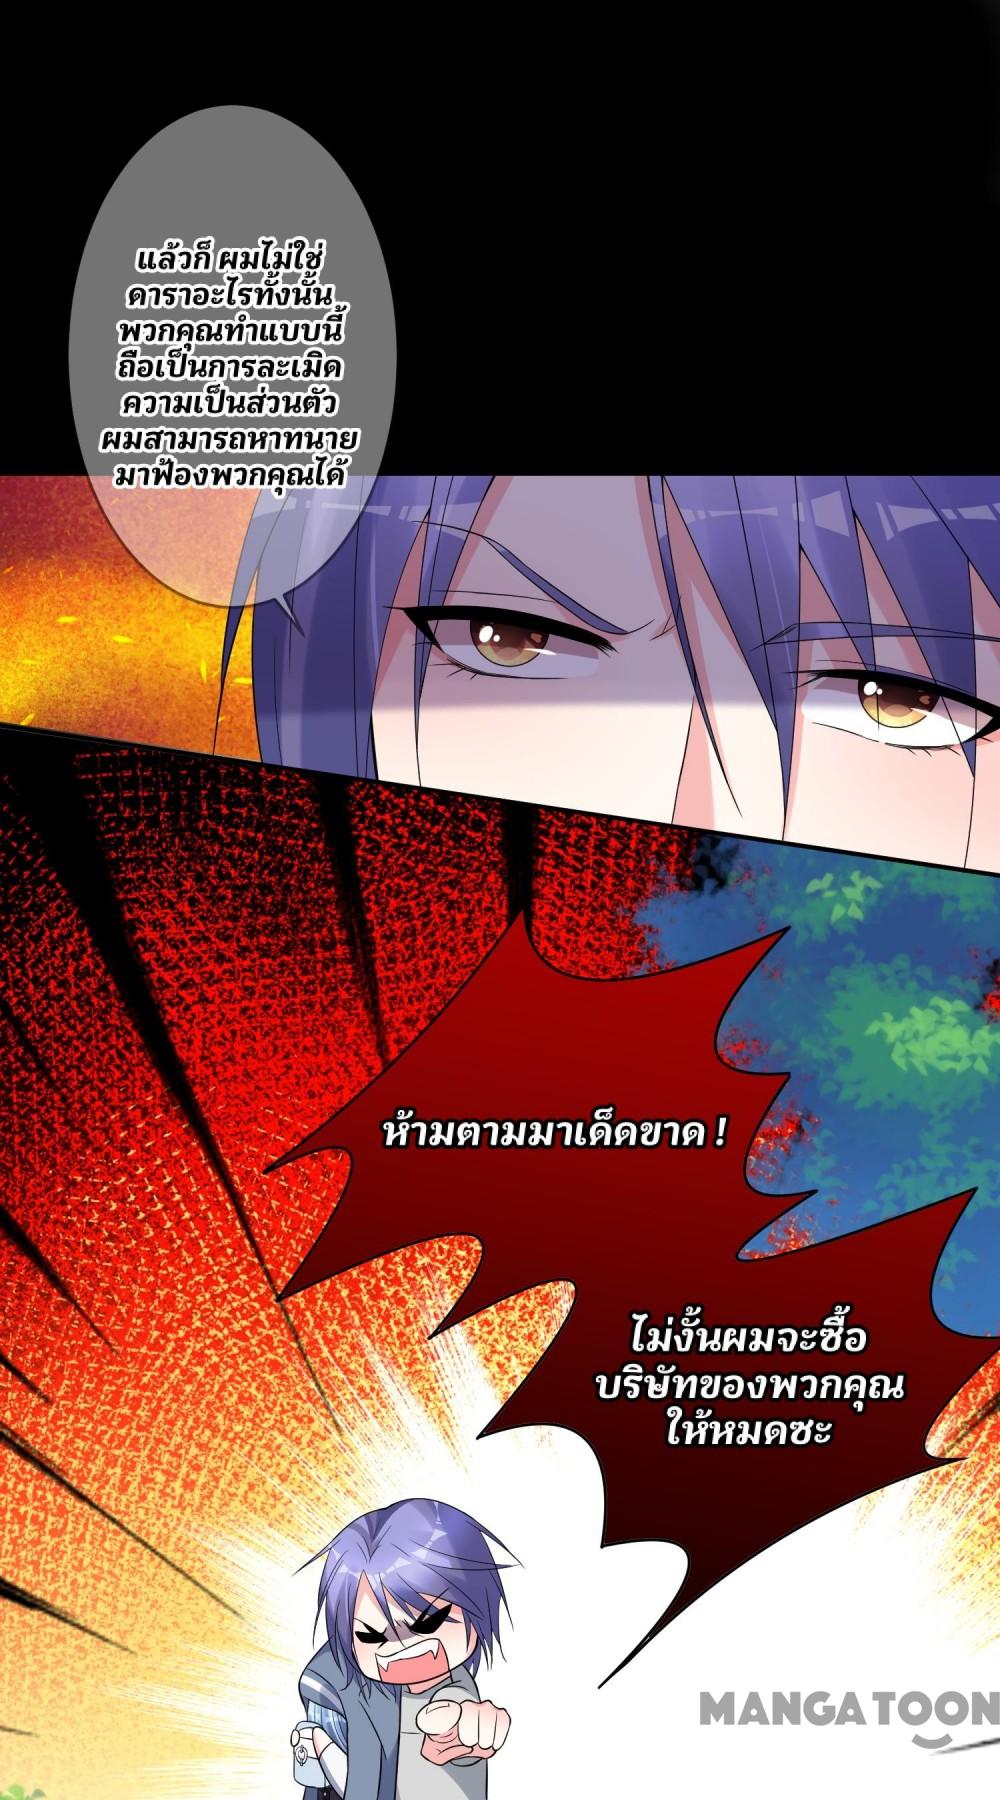 แล้วก็ ผมไม่ใช่
ดาราอะไรทั้งนั้น
พวกคุณทำแบบนี้
ถือเป็นการละเมิด
ความเป็นส่วนตัว
ผมสามารถหาทนาย
มาฟ้องพวกคุณได้
ห้ามตามมาเด็ดขาด !
ไม่งั้นผมจะซื้อ
บริษัทของพวกคุณ
ให้หมดซะ
MANGATOON